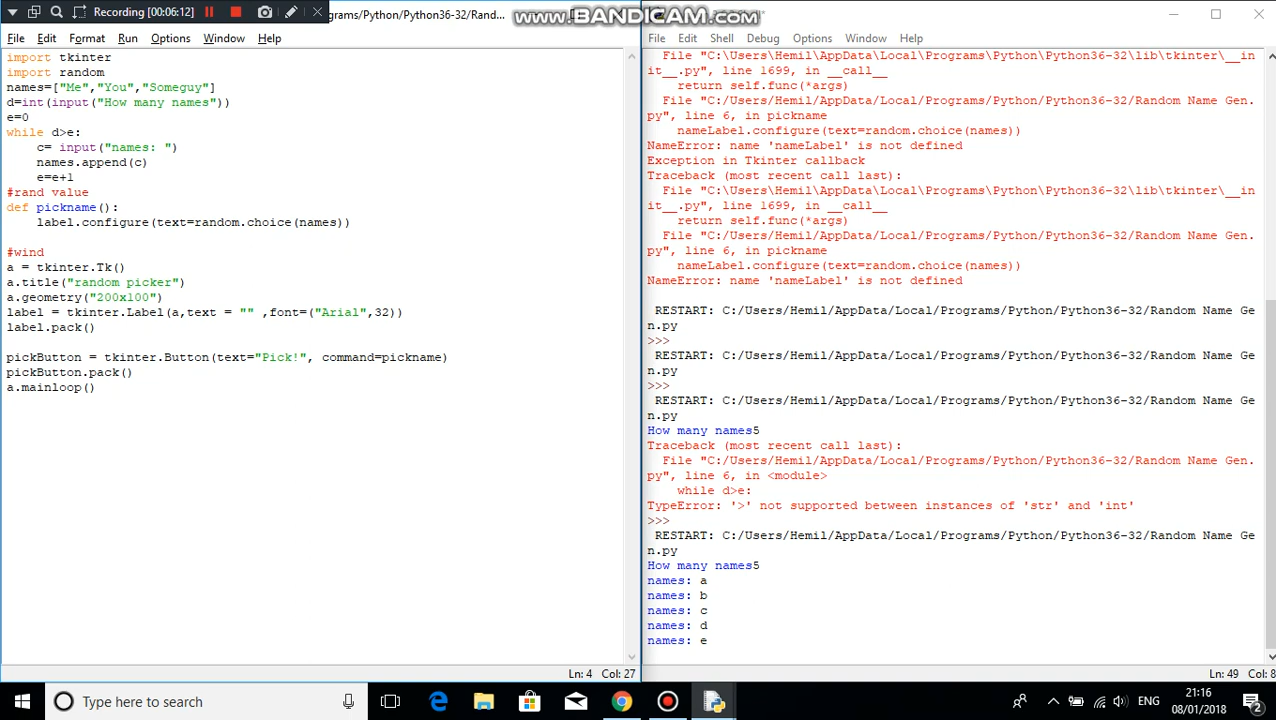 Recording [00:06:12]
rograms/Python/Python36-32/Rand...
www.BANDICAM.com
File Edit Format Run Options Window Help
import tkinter
import random
names=["Me","You","Someguy"]
d=int(input("How many names"))
e=0
while d>e:
    c= input("names: ")
    names.append(c)
    e=e+1
#rand value
def pickname():
    label.configure(text=random.choice(names))
#wind
a = tkinter.Tk()
a.title("random picker")
a.geometry("200x100")
label = tkinter.Label(a,text = "" ,font=("Arial",32))
label.pack()
pickButton = tkinter.Button(text="Pick!", command=pickname)
pickButton.pack()
a.mainloop()
Ln: 4 Col: 27
File Edit Shell Debug Options Window Help
File "C:\Users\Hemil\AppData\Local\Programs\Python\Python36-32\lib\tkinter\__in
it__.py", line 1699, in __call__
return self.func(*args)
File "C:/Users/Hemil/AppData/Local/Programs/Python/Python36-32/Random Name Gen.
py", line 6, in pickname
nameLabel.configure(text=random.choice(names))
NameError: name 'nameLabel' is not defined
Exception in Tkinter callback
Traceback (most recent call last):
File "C:\Users\Hemil\AppData\Local\Programs\Python\Python36-32\lib\tkinter\__in
it__.py", line 1699, in __call__
return self.func(*args)
File "C:/Users/Hemil/AppData/Local/Programs/Python/Python36-32/Random Name Gen.
py", line 6, in pickname
nameLabel.configure(text=random.choice(names))
NameError: name 'nameLabel' is not defined
RESTART: C:/Users/Hemil/AppData/Local/Programs/Python/Python36-32/Random Name Ge
n.py
>>>
RESTART: C:/Users/Hemil/AppData/Local/Programs/Python/Python36-32/Random Name Ge
n.py
>>>
RESTART: C:/Users/Hemil/AppData/Local/Programs/Python/Python36-32/Random Name Ge
n.py
How many names5
Traceback (most recent call last):
File "C:/Users/Hemil/AppData/Local/Programs/Python/Python36-32/Random Name Gen.
py", line 6, in <module>
while d>e:
TypeError: '>' not supported between instances of 'str' and 'int'
>>>
RESTART: C:/Users/Hemil/AppData/Local/Programs/Python/Python36-32/Random Name Ge
n.py
How many names5
names: a
names: b
names: c
names: d
names: e
Ln: 49 Col: 8
Type here to search
ENG
21:16
08/01/2018
2